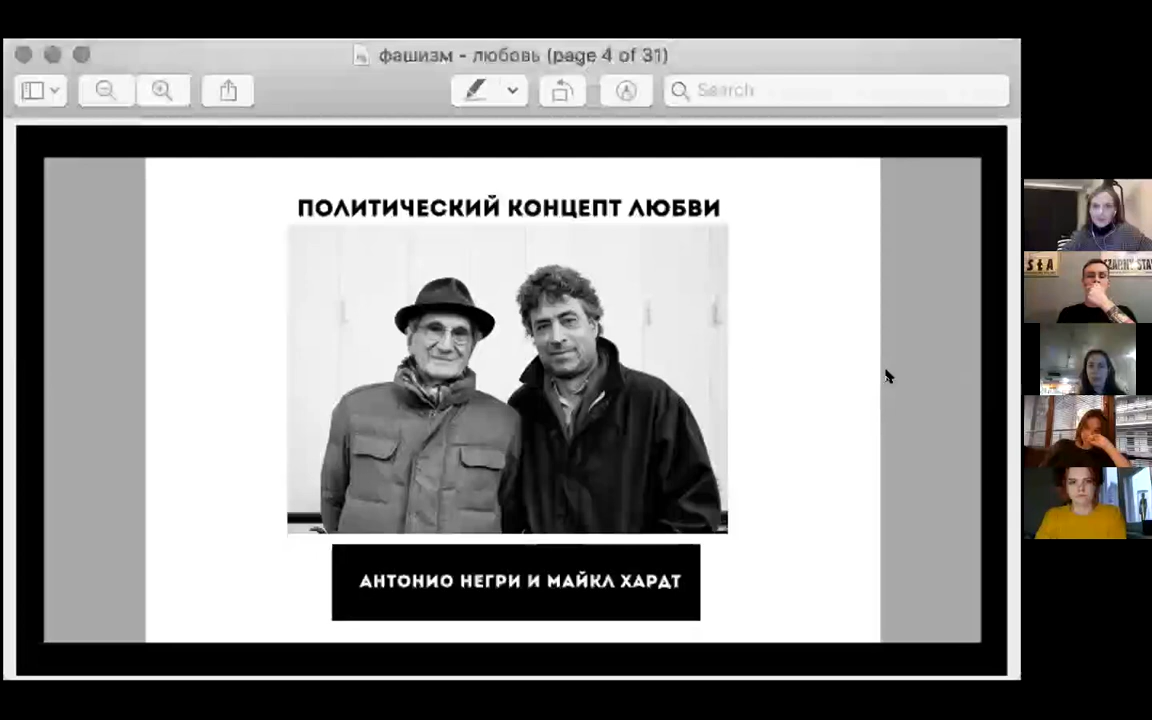 фашизм - любовь (page 4 of 31)
Search
ПОЛИТИЧЕСКИЙ КОНЦЕПТ ЛЮБВИ
АНТОНИО НЕГРИ И МАЙКЛ ХАРДТ